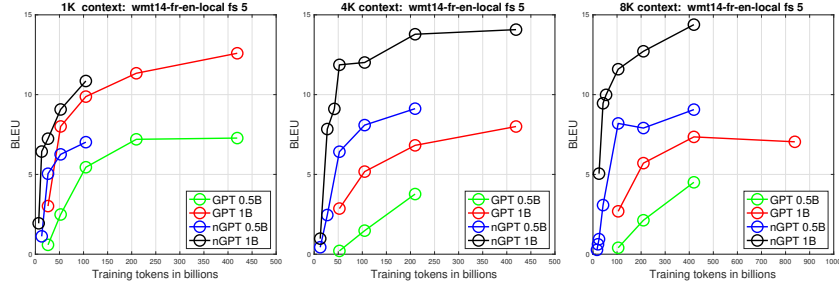 1K context: wmt14-fr-en-local fs 5
15
10
5
0
BLEU
0 50 100 150 200 250 300 350 400 450 500
Training tokens in billions
GPT 0.5B
GPT 1B
nGPT 0.5B
nGPT 1B
4K context: wmt14-fr-en-local fs 5
15
10
5
0
BLEU
0 50 100 150 200 250 300 350 400 450 500
Training tokens in billions
GPT 0.5B
GPT 1B
nGPT 0.5B
nGPT 1B
8K context: wmt14-fr-en-local fs 5
15
10
5
0
BLEU
0 100 200 300 400 500 600 700 800 900 1000
Training tokens in billions
GPT 0.5B
GPT 1B
nGPT 0.5B
nGPT 1B